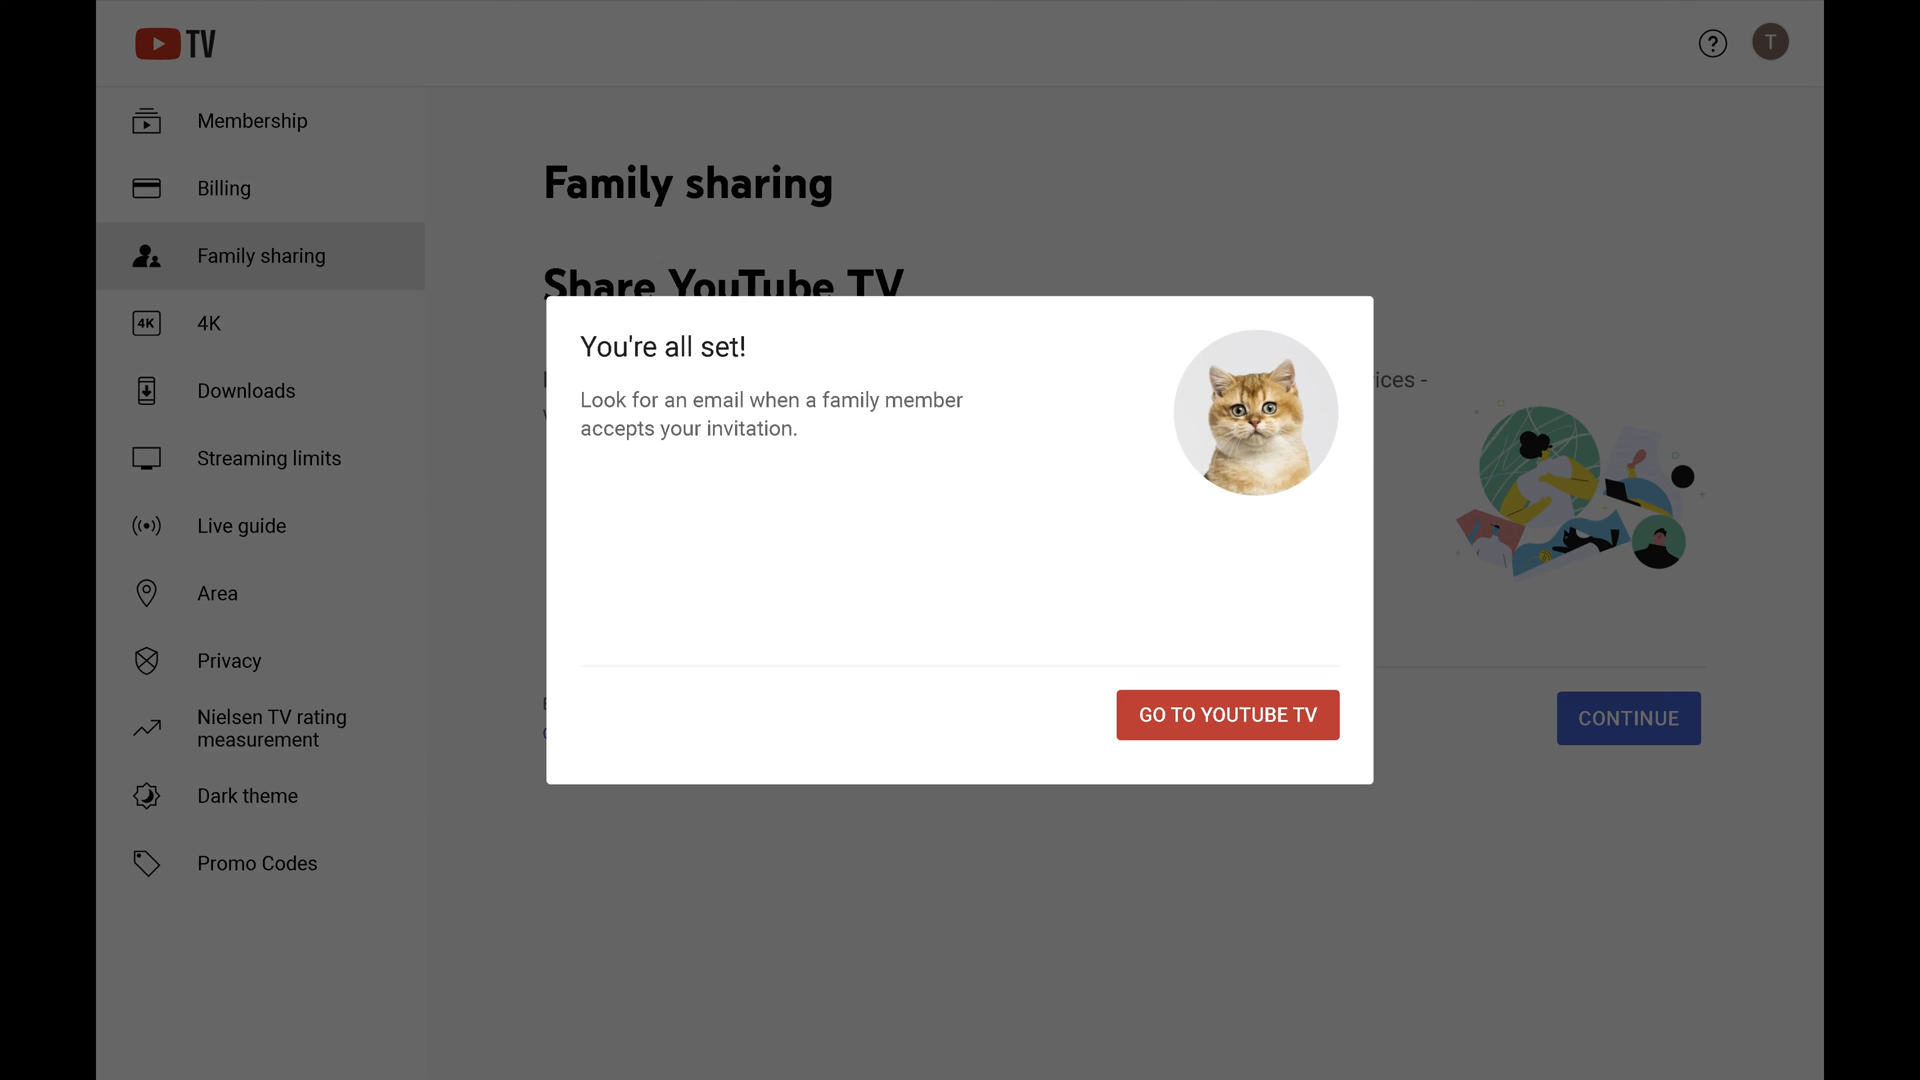 TV
T
Membership
Billing
Family sharing
4K
4K
Downloads
Streaming limits
Live guide
Area
Privacy
Nielsen TV rating
measurement
Dark theme
Promo Codes
Family sharing
Share YouTube TV
ices -
You're all set!
Look for an email when a family member
accepts your invitation.
GO TO YOUTUBE TV
CONTINUE